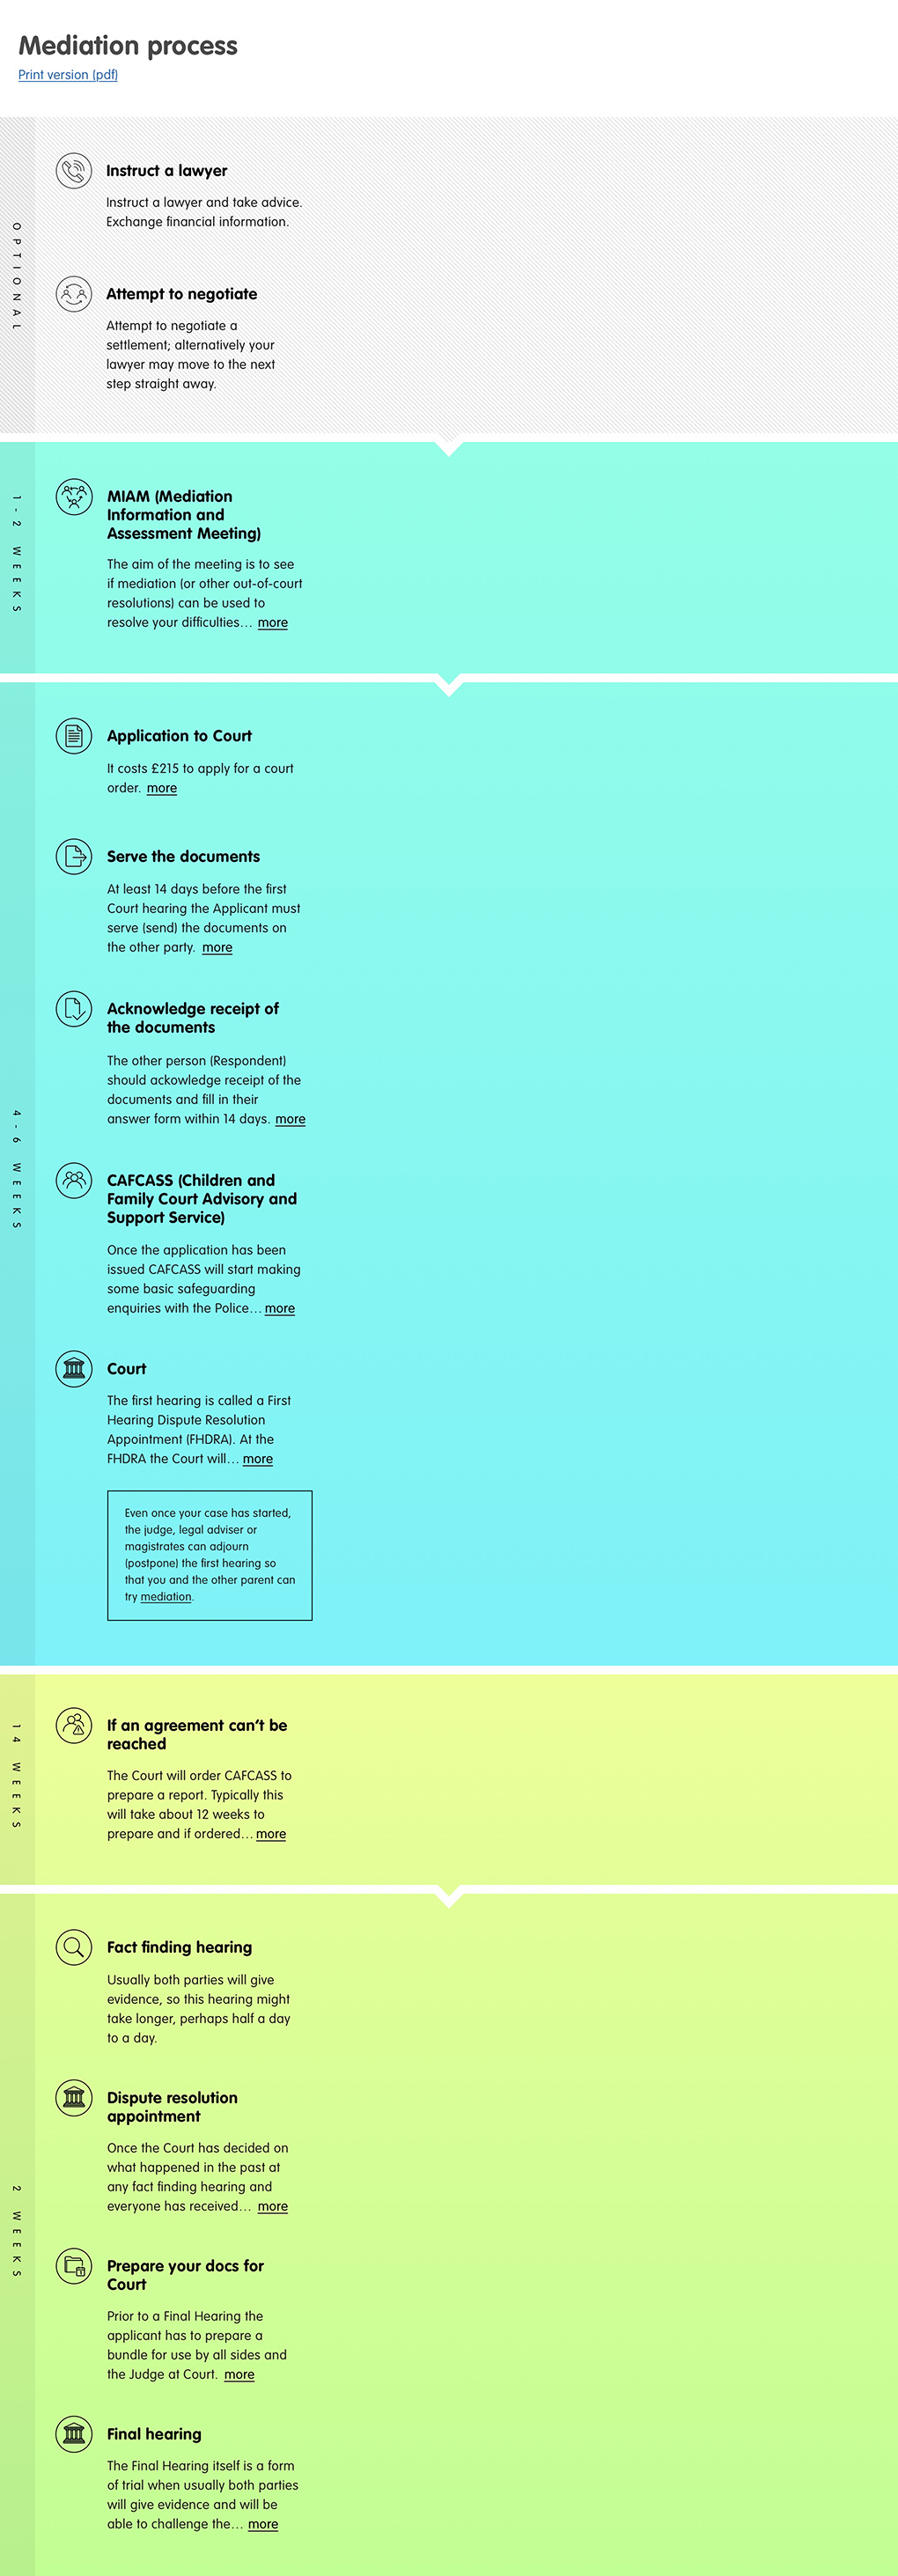 Mediation process
Print version (pdf)
OPTIONAL
Instruct a lawyer
Instruct a lawyer and take advice.
Exchange financial information.
Attempt to negotiate
Attempt to negotiate a
settlement; alternatively your
lawyer may move to the next
step straight away.
1-2 WEEKS
MIAM (Mediation
Information and
Assessment Meeting)
The aim of the meeting is to see
if mediation (or other out-of-court
resolutions) can be used to
resolve your difficulties... more
4-6 WEEKS
Application to Court
It costs £215 to apply for a court
order. more
Serve the documents
At least 14 days before the first
Court hearing the Applicant must
serve (send) the documents on
the other party. more
Acknowledge receipt of
the documents
The other person (Respondent)
should ackowledge receipt of the
documents and fill in their
answer form within 14 days. more
CAFCASS (Children and
Family Court Advisory and
Support Service)
Once the application has been
issued CAFCASS will start making
some basic safeguarding
enquiries with the Police... more
Court
The first hearing is called a First
Hearing Dispute Resolution
Appointment (FHDRA). At the
FHDRA the Court will... more
Even once your case has started,
the judge, legal adviser or
magistrates can adjourn
(postpone) the first hearing so
that you and the other parent can
try mediation.
14 WEEKS
If an agreement can't be
reached
The Court will order CAFCASS to
prepare a report. Typically this
will take about 12 weeks to
prepare and if ordered... more
2 WEEKS
Fact finding hearing
Usually both parties will give
evidence, so this hearing might
take longer, perhaps half a day
to a day.
Dispute resolution
appointment
Once the Court has decided on
what happened in the past at
any fact finding hearing and
everyone has received... more
Prepare your docs for
Court
Prior to a Final Hearing the
applicant has to prepare a
bundle for use by all sides and
the Judge at Court. more
Final hearing
The Final Hearing itself is a form
of trial when usually both parties
will give evidence and will be
able to challenge the... more